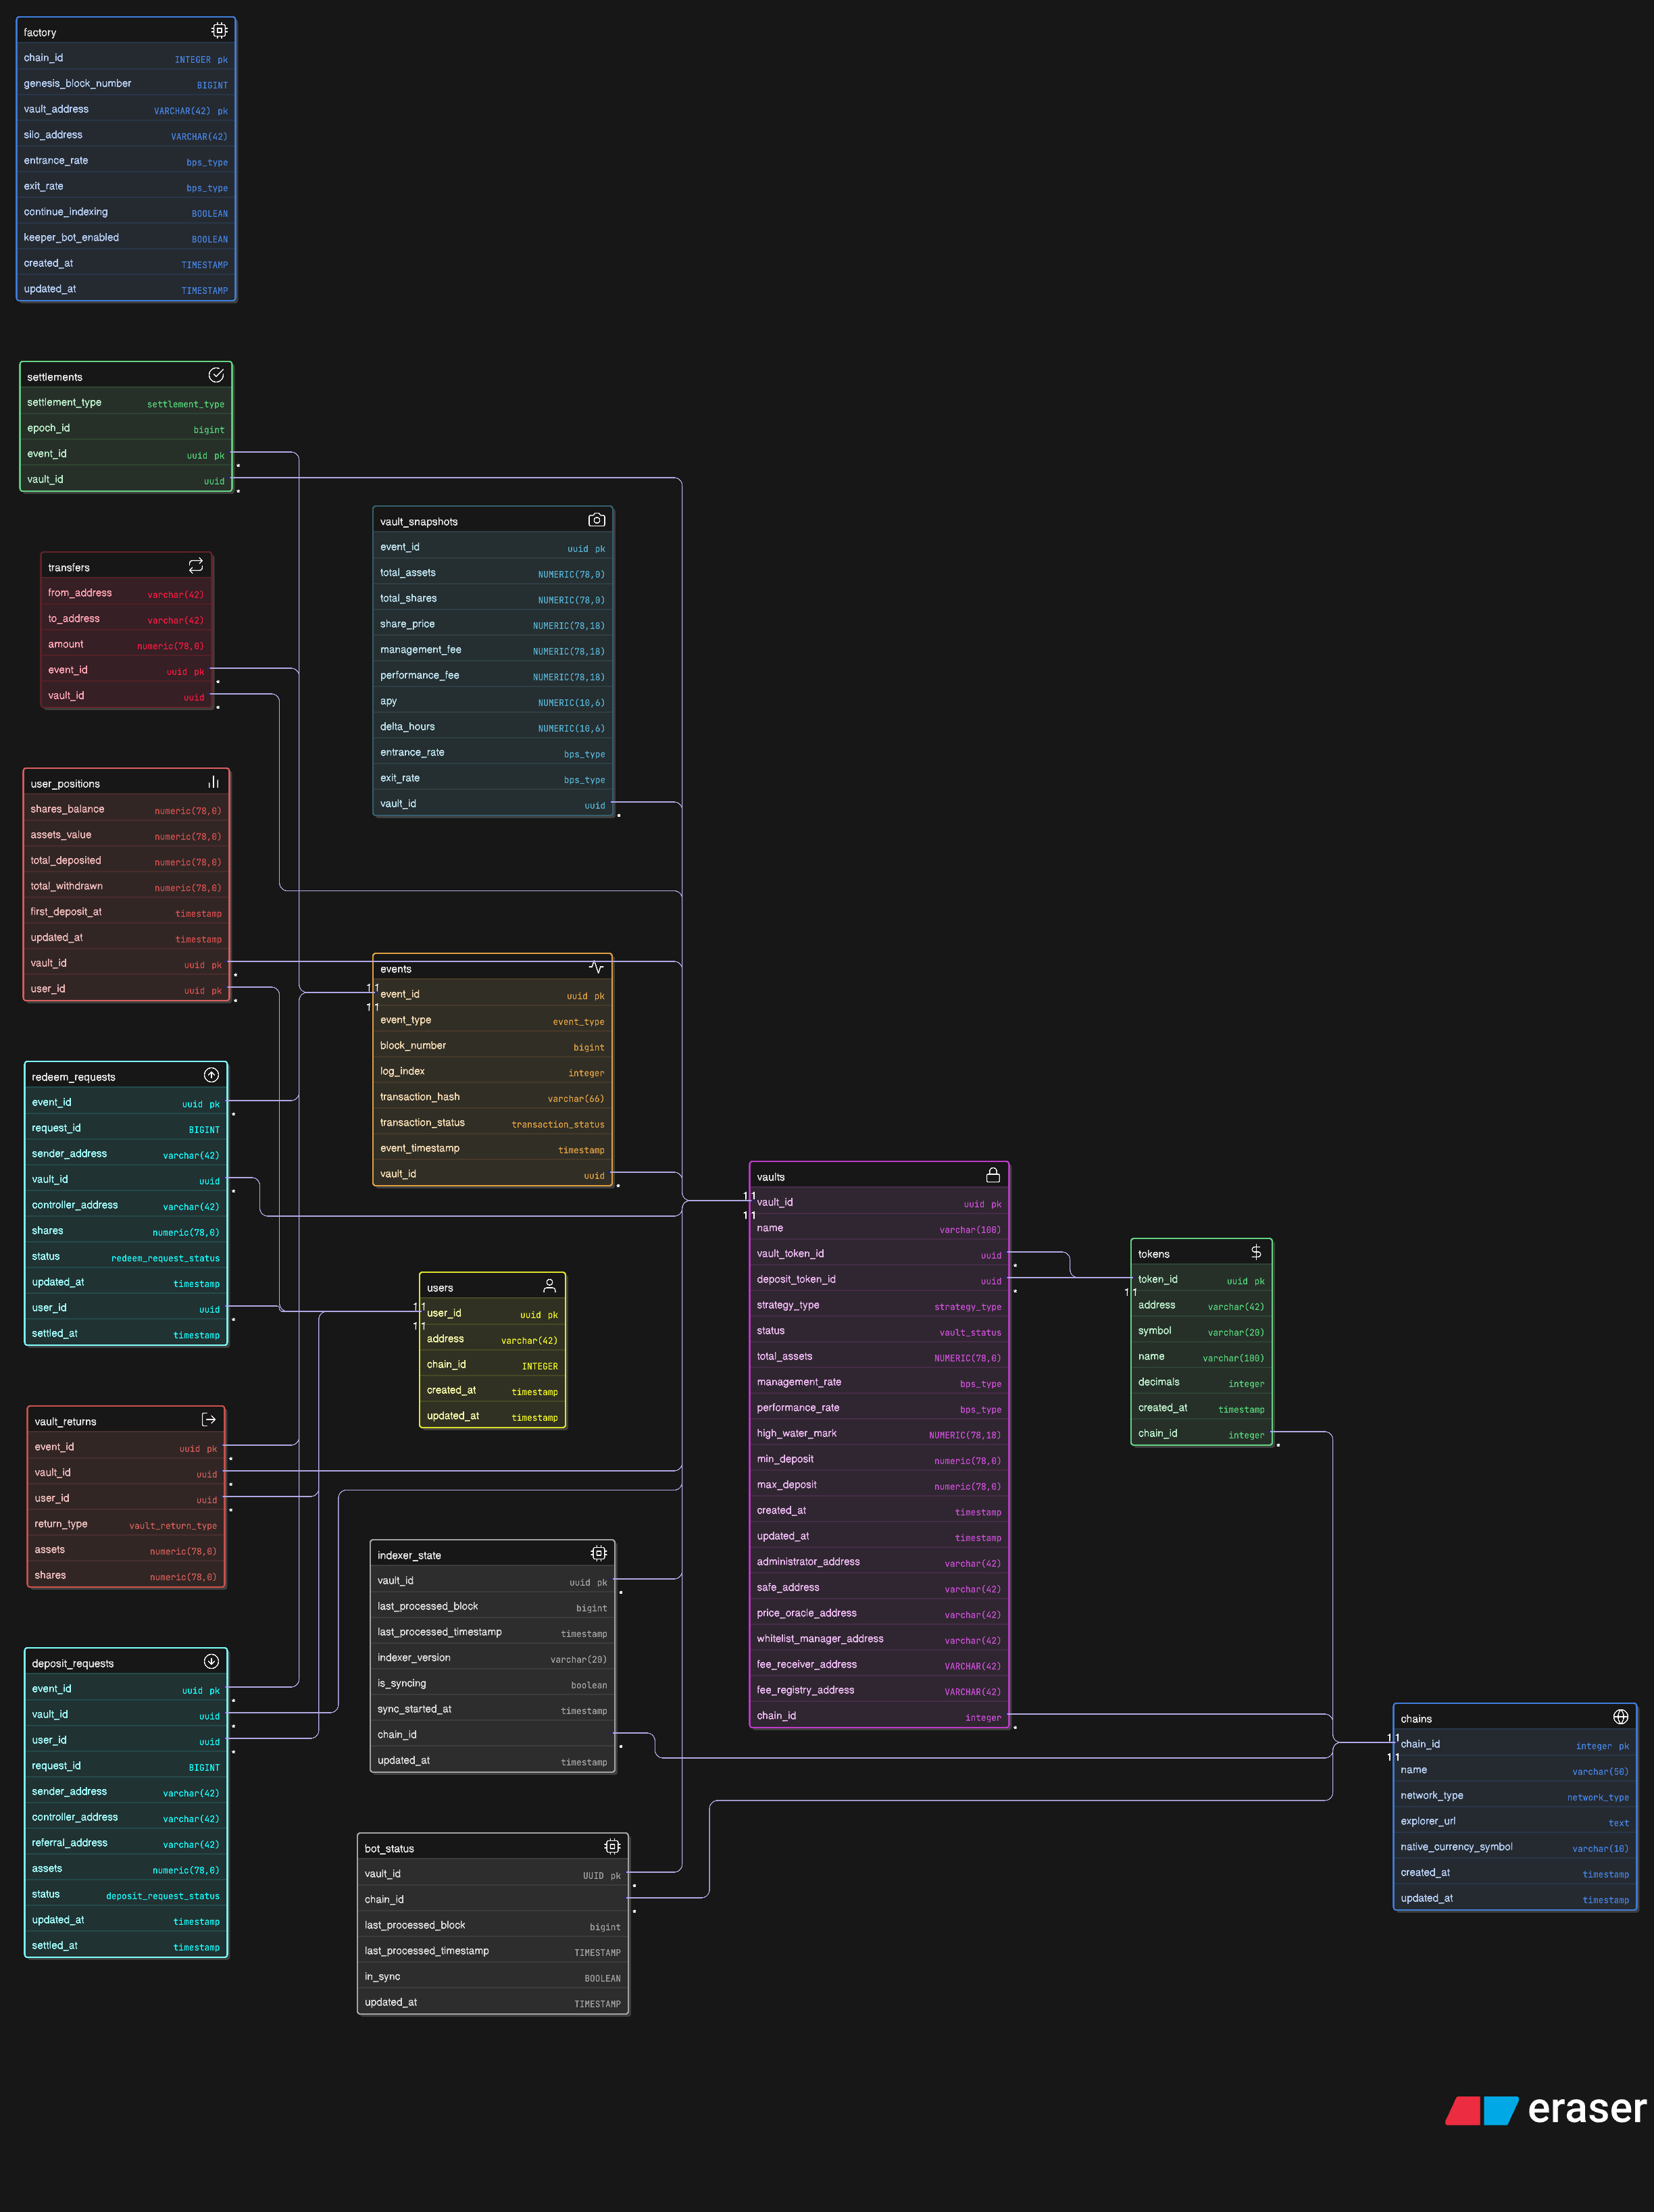 factory
chain_id INTEGER pk
genesis_block_number BIGINT
vault_address VARCHAR(42) pk
silo_address VARCHAR(42)
entrance_rate bps_type
exit_rate bps_type
continue_indexing BOOLEAN
keeper_bot_enabled BOOLEAN
created_at TIMESTAMP
updated_at TIMESTAMP
settlements
settlement_type settlement_type
epoch_id bigint
event_id uuid pk
vault_id uuid
transfers
from_address varchar(42)
to_address varchar(42)
amount numeric(78,0)
event_id uuid pk
vault_id uuid
user_positions
shares_balance numeric(78,0)
assets_value numeric(78,0)
total_deposited numeric(78,0)
total_withdrawn numeric(78,0)
first_deposit_at timestamp
updated_at timestamp
vault_id uuid pk
user_id uuid pk
redeem_requests
event_id uuid pk
request_id BIGINT
sender_address varchar(42)
vault_id uuid
controller_address varchar(42)
shares numeric(78,0)
status redeem_request_status
updated_at timestamp
user_id uuid
settled_at timestamp
vault_returns
event_id uuid pk
vault_id uuid
user_id uuid
return_type vault_return_type
assets numeric(78,0)
shares numeric(78,0)
deposit_requests
event_id uuid pk
vault_id uuid
user_id uuid
request_id BIGINT
sender_address varchar(42)
controller_address varchar(42)
referral_address varchar(42)
assets numeric(78,0)
status deposit_request_status
updated_at timestamp
settled_at timestamp
vault_snapshots
event_id uuid pk
total_assets NUMERIC(78,0)
total_shares NUMERIC(78,0)
share_price NUMERIC(78,18)
management_fee NUMERIC(78,18)
performance_fee NUMERIC(78,18)
apy NUMERIC(10,6)
delta_hours NUMERIC(10,6)
entrance_rate bps_type
exit_rate bps_type
vault_id uuid
events
1 1
event_id uuid pk
1 1
event_type event_type
block_number bigint
log_index integer
transaction_hash varchar(66)
transaction_status transaction_status
event_timestamp timestamp
vault_id uuid
users
1 1
user_id uuid pk
1 1
address varchar(42)
chain_id INTEGER
created_at timestamp
updated_at timestamp
indexer_state
vault_id uuid pk
last_processed_block bigint
last_processed_timestamp timestamp
indexer_version varchar(20)
is_syncing boolean
sync_started_at timestamp
chain_id
updated_at timestamp
bot_status
vault_id UUID pk
chain_id
last_processed_block bigint
last_processed_timestamp TIMESTAMP
in_sync BOOLEAN
updated_at TIMESTAMP
vaults
1 1
vault_id uuid pk
1 1
name varchar(100)
vault_token_id uuid
deposit_token_id uuid
strategy_type strategy_type
status vault_status
total_assets NUMERIC(78,0)
management_rate bps_type
performance_rate bps_type
high_water_mark NUMERIC(78,18)
min_deposit numeric(78,0)
max_deposit numeric(78,0)
created_at timestamp
updated_at timestamp
administrator_address varchar(42)
safe_address varchar(42)
price_oracle_address varchar(42)
whitelist_manager_address varchar(42)
fee_receiver_address VARCHAR(42)
fee_registry_address VARCHAR(42)
chain_id integer
tokens
token_id uuid pk
1 1
address varchar(42)
symbol varchar(20)
name varchar(100)
decimals integer
created_at timestamp
chain_id integer
chains
1 1
chain_id integer pk
1 1
name varchar(50)
network_type network_type
explorer_url text
native_currency_symbol varchar(10)
created_at timestamp
updated_at timestamp
eraser